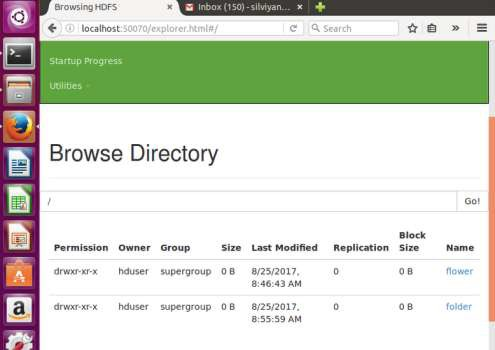 Browsing HDFS
Inbox (150) - silviyan...
localhost:50070/explorer.html#/
Search
Startup Progress
Utilities
Browse Directory
/
Go!
Permission Owner Group Size Last Modified Replication Block Size Name
drwxr-xr-x hduser supergroup 0 B 8/25/2017, 8:46:43 AM 0 0 B flower
drwxr-xr-x hduser supergroup 0 B 8/25/2017, 8:55:59 AM 0 0 B folder